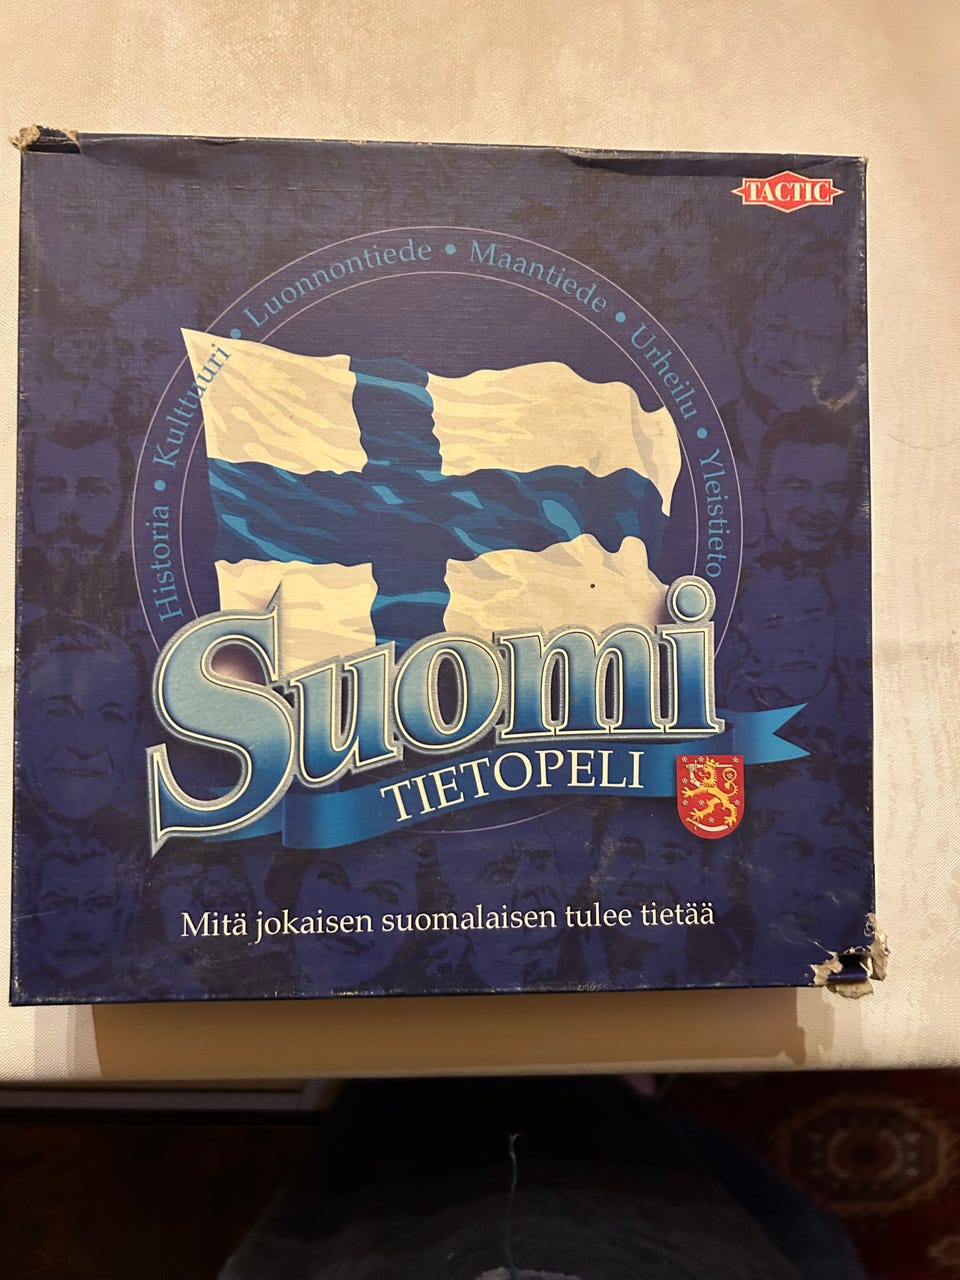 TACTIC
Historia • Kulttuuri • Luonnontiede • Maantiede • Urheilu • Yleistieto
Suomi
TIETOPELI
Mitä jokaisen suomalaisen tulee tietää